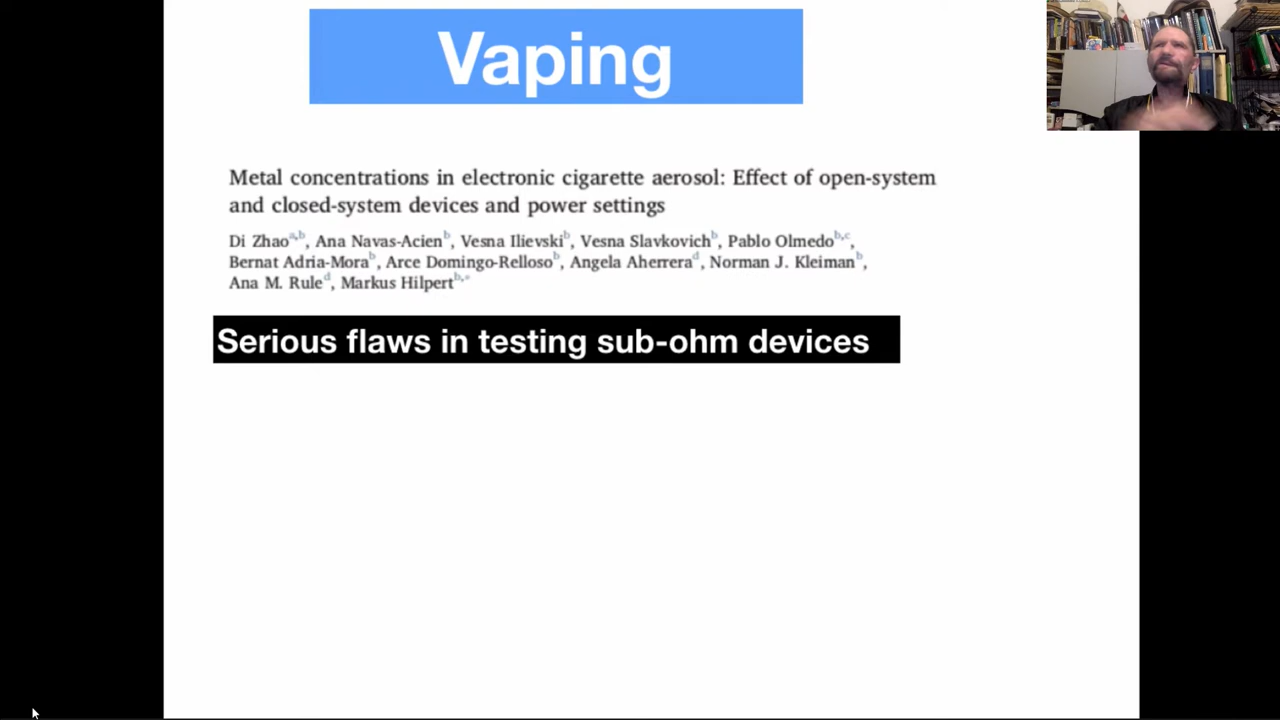 Vaping
Metal concentrations in electronic cigarette aerosol: Effect of open-system
and closed-system devices and power settings
Di Zhao a,b, Ana Navas-Acien b, Vesna Ilievski b, Vesna Slavkovich b, Pablo Olmedo b,c,
Bernat Adria-Mora b, Arce Domingo-Relloso b, Angela Aherrera d, Norman J. Kleiman b,
Ana M. Rule d, Markus Hilpert b,*
Serious flaws in testing sub-ohm devices